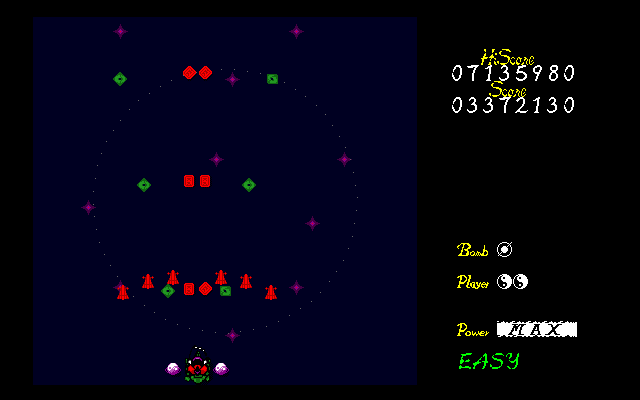 HiScore
07135980
Score
03372130
Bomb
Player
Power MAX
EASY